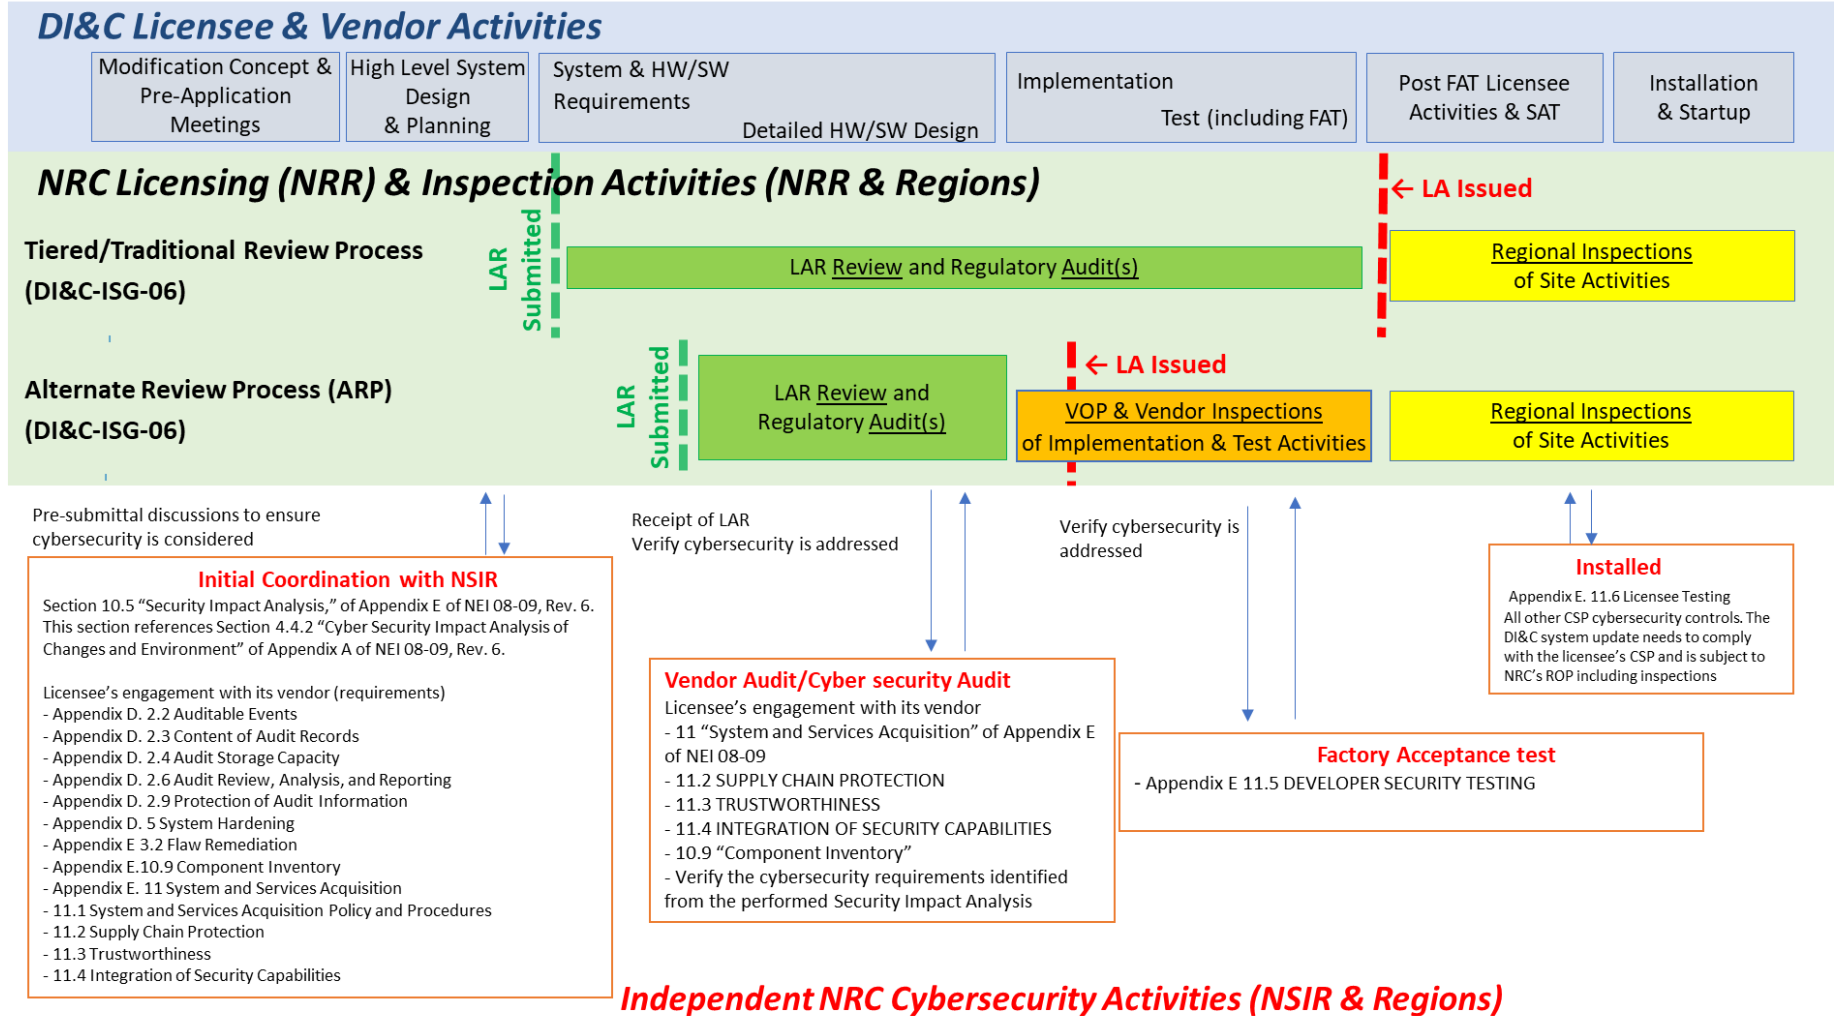 DI&C Licensee & Vendor Activities
Modification Concept &
Pre-Application
Meetings
High Level System
Design
& Planning
System & HW/SW
Requirements
Detailed HW/SW Design
Implementation
Test (including FAT)
Post FAT Licensee
Activities & SAT
Installation
& Startup
NRC Licensing (NRR) & Inspection Activities (NRR & Regions)
← LA Issued
Tiered/Traditional Review Process
(DI&C-ISG-06)
LAR
Submitted
LAR Review and Regulatory Audit(s)
Regional Inspections
of Site Activities
Alternate Review Process (ARP)
(DI&C-ISG-06)
LAR
Submitted
LAR Review and
Regulatory Audit(s)
← LA Issued
VOP & Vendor Inspections
of Implementation & Test Activities
Regional Inspections
of Site Activities
Pre-submittal discussions to ensure
cybersecurity is considered
Receipt of LAR
Verify cybersecurity is addressed
Verify cybersecurity is
addressed
Initial Coordination with NSIR
Section 10.5 “Security Impact Analysis,” of Appendix E of NEI 08-09, Rev. 6.
This section references Section 4.4.2 “Cyber Security Impact Analysis of
Changes and Environment” of Appendix A of NEI 08-09, Rev. 6.
Licensee’s engagement with its vendor (requirements)
- Appendix D. 2.2 Auditable Events
- Appendix D. 2.3 Content of Audit Records
- Appendix D. 2.4 Audit Storage Capacity
- Appendix D. 2.6 Audit Review, Analysis, and Reporting
- Appendix D. 2.9 Protection of Audit Information
- Appendix D. 5 System Hardening
- Appendix E 3.2 Flaw Remediation
- Appendix E.10.9 Component Inventory
- Appendix E. 11 System and Services Acquisition
- 11.1 System and Services Acquisition Policy and Procedures
- 11.2 Supply Chain Protection
- 11.3 Trustworthiness
- 11.4 Integration of Security Capabilities
Vendor Audit/Cyber security Audit
Licensee’s engagement with its vendor
- 11 “System and Services Acquisition” of Appendix E
of NEI 08-09
- 11.2 SUPPLY CHAIN PROTECTION
- 11.3 TRUSTWORTHINESS
- 11.4 INTEGRATION OF SECURITY CAPABILITIES
- 10.9 “Component Inventory”
- Verify the cybersecurity requirements identified
from the performed Security Impact Analysis
Factory Acceptance test
- Appendix E 11.5 DEVELOPER SECURITY TESTING
Installed
Appendix E. 11.6 Licensee Testing
All other CSP cybersecurity controls. The
DI&C system update needs to comply
with the licensee’s CSP and is subject to
NRC’s ROP including inspections
Independent NRC Cybersecurity Activities (NSIR & Regions)